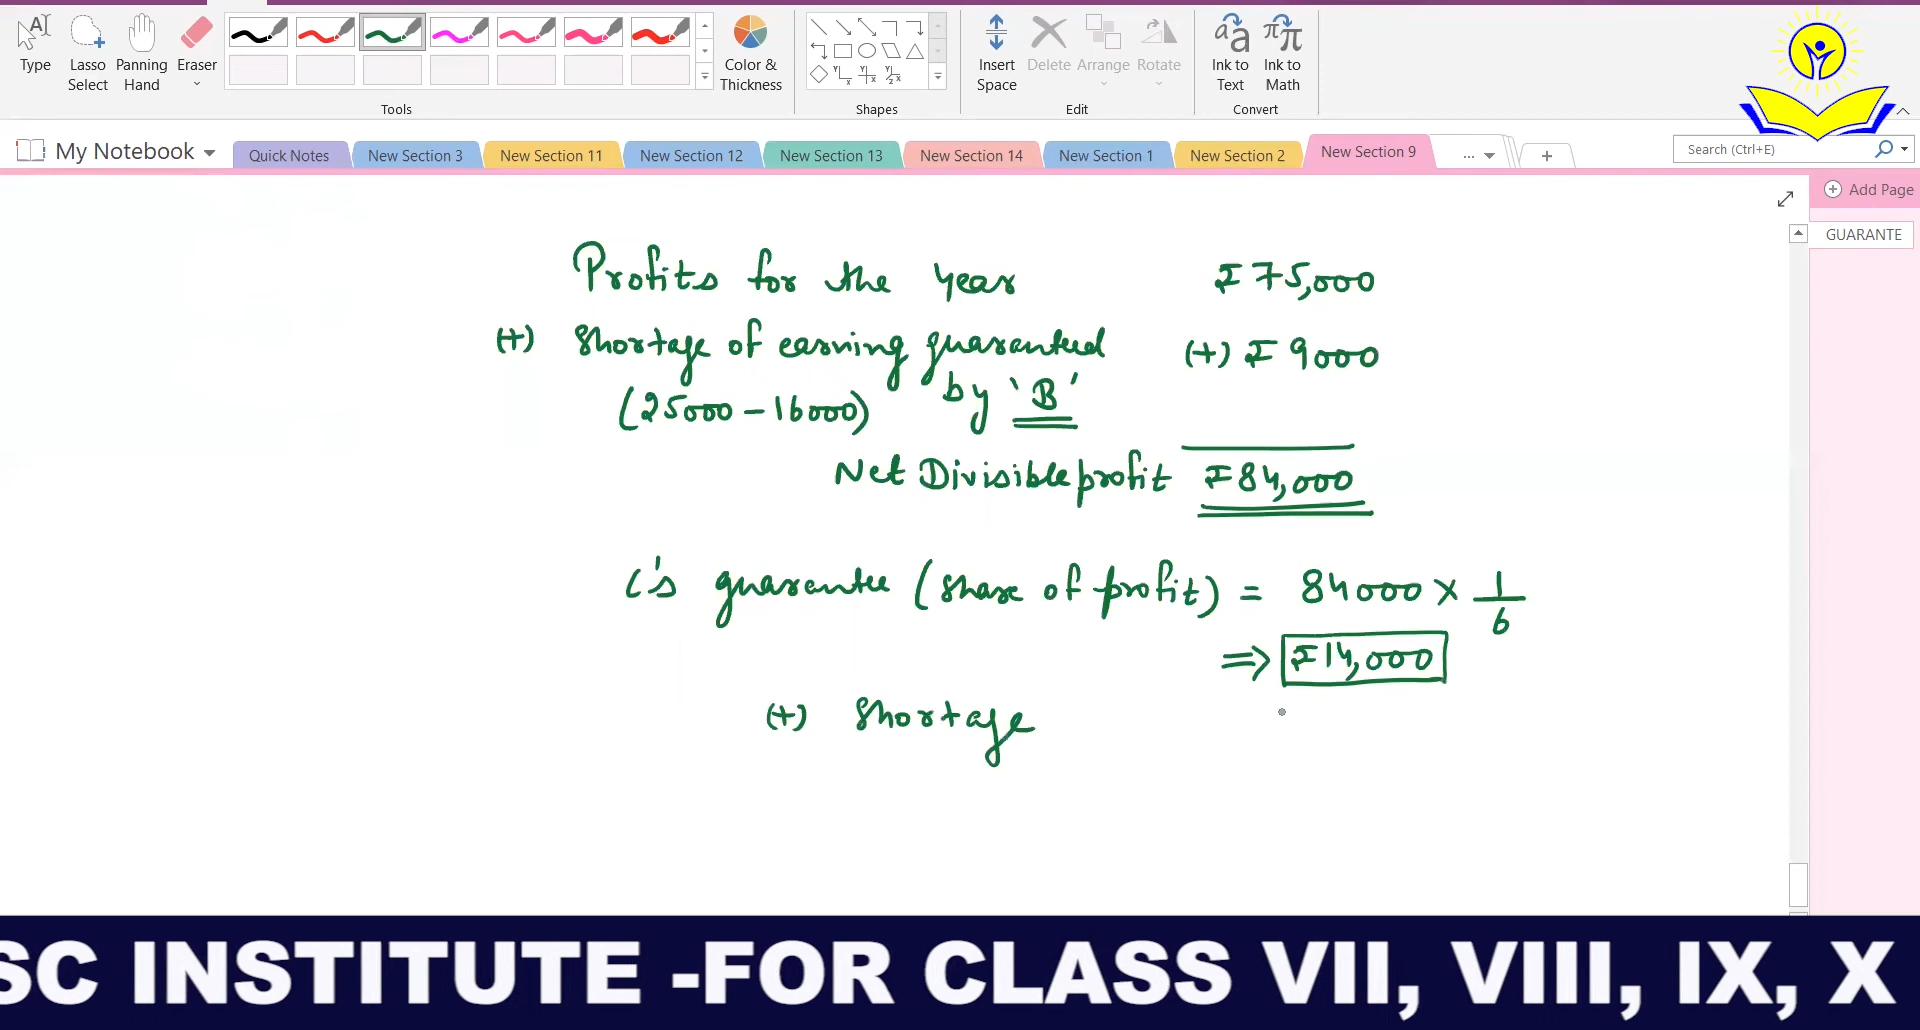 Type
Lasso Select
Panning Hand
Eraser
Color & Thickness
Insert Space
Delete
Arrange
Rotate
Ink to Text
Ink to Math
Tools
Shapes
Edit
Convert
My Notebook
Quick Notes
New Section 3
New Section 11
New Section 12
New Section 13
New Section 14
New Section 1
New Section 2
New Section 9
...
Search (Ctrl+E)
Add Page
GUARANTE
Profits for the year ₹75,000
(+) Shortage of earning guaranteed (+) ₹9000
by 'B'
(25000 - 16000)
Net Divisible profit ₹84,000
C's guarantee (share of profit) = 84000 × 1/6
⇒ ₹14,000
(+) Shortage
SC INSTITUTE -FOR CLASS VII, VIII, IX, X